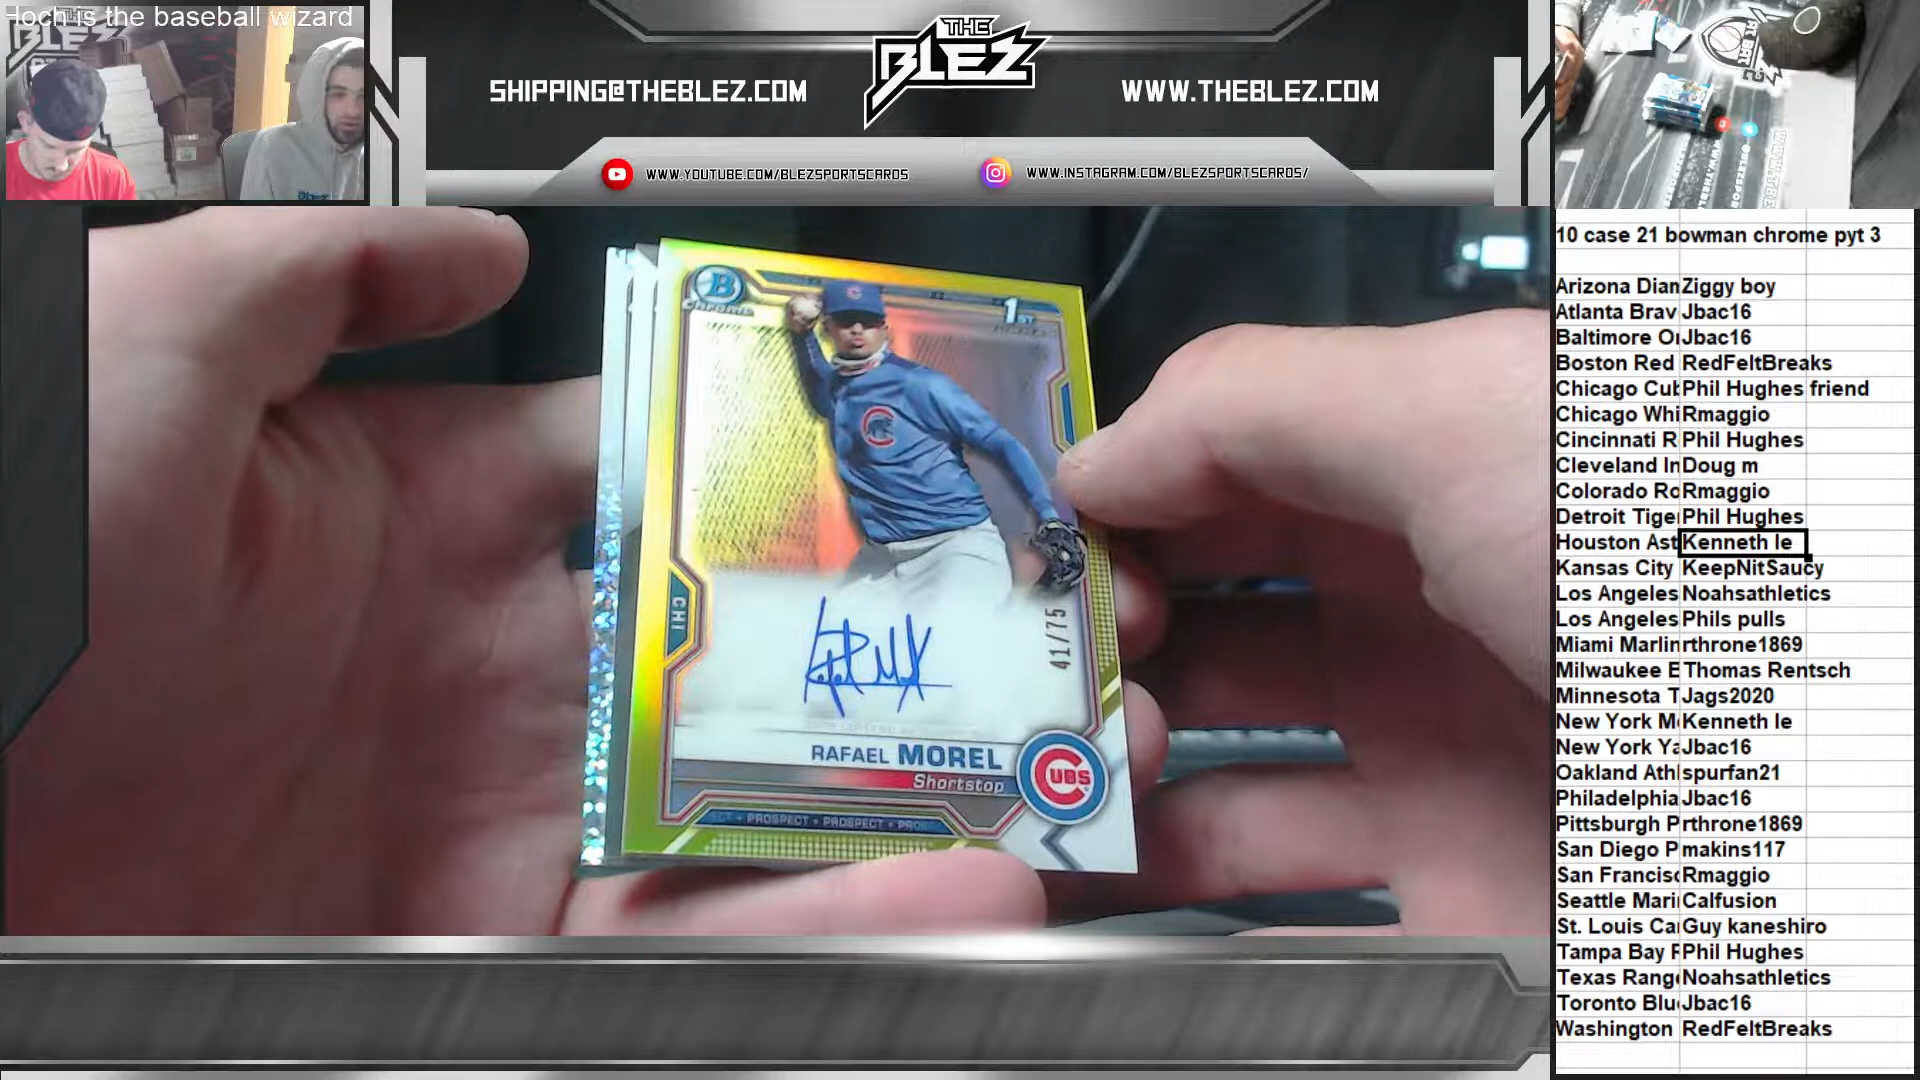 Hoch is the baseball wizard
THE
BLEZ
SHIPPING@THEBLEZ.COM
WWW.THEBLEZ.COM
WWW.YOUTUBE.COM/BLEZSPORTSCARDS
WWW.INSTAGRAM.COM/BLEZSPORTSCARDS/
B
Chrome
1ST
C
CHI
41/75
RAFAEL MOREL
Shortstop
CUBS
PROSPECT • PROSPECT
10 case 21 bowman chrome pyt 3
Arizona Diam Ziggy boy
Atlanta Brav Jbac16
Baltimore Or Jbac16
Boston Red RedFeltBreaks
Chicago Cub Phil Hughes friend
Chicago Whi Rmaggio
Cincinnati R Phil Hughes
Cleveland In Doug m
Colorado Ro Rmaggio
Detroit Tige Phil Hughes
Houston Ast Kenneth le
Kansas City KeepNitSaucy
Los Angeles Noahsathletics
Los Angeles Phils pulls
Miami Marlin rthrone1869
Milwaukee B Thomas Rentsch
Minnesota T Jags2020
New York M Kenneth le
New York Ya Jbac16
Oakland Athl spurfan21
Philadelphia Jbac16
Pittsburgh P rthrone1869
San Diego P makins117
San Francisc Rmaggio
Seattle Mari Calfusion
St. Louis Ca Guy kaneshiro
Tampa Bay R Phil Hughes
Texas Range Noahsathletics
Toronto Blu Jbac16
Washington RedFeltBreaks